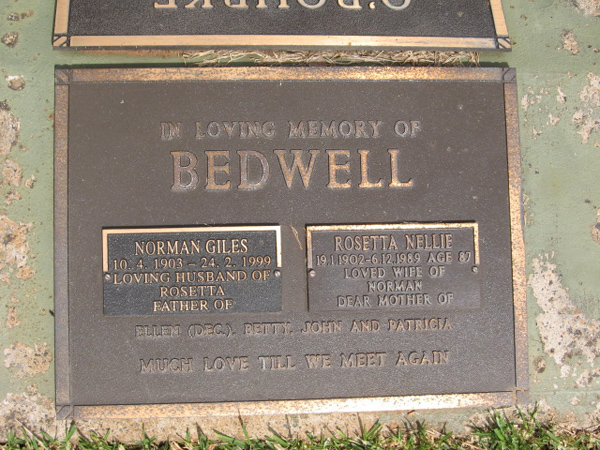 O'ROURKE
IN LOVING MEMORY OF
BEDWELL
NORMAN GILES
10. 4. 1903 – 24. 2. 1999
LOVING HUSBAND OF
ROSETTA
FATHER OF
ROSETTA NELLIE
19.1.1902-6.12.1989 AGE 87
LOVED WIFE OF
NORMAN
DEAR MOTHER OF
ELLEN (DEC.), BETTY, JOHN AND PATRICIA
MUCH LOVE TILL WE MEET AGAIN